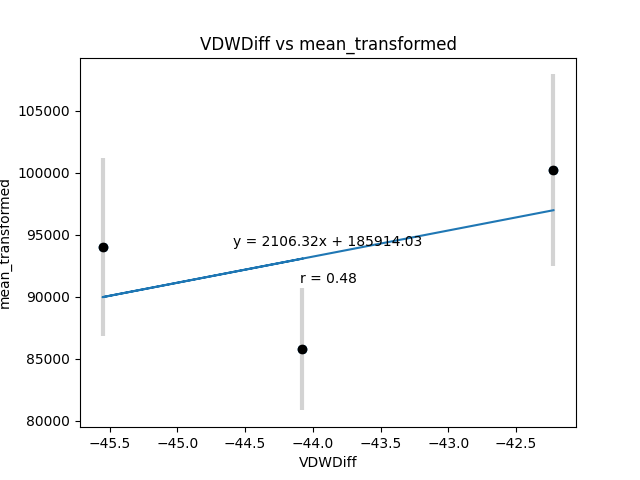 VDWDiff vs mean_transformed
mean_transformed
105000
100000
95000
90000
85000
80000
y = 2106.32x + 185914.03
r = 0.48
−45.5
−45.0
−44.5
−44.0
−43.5
−43.0
−42.5
VDWDiff